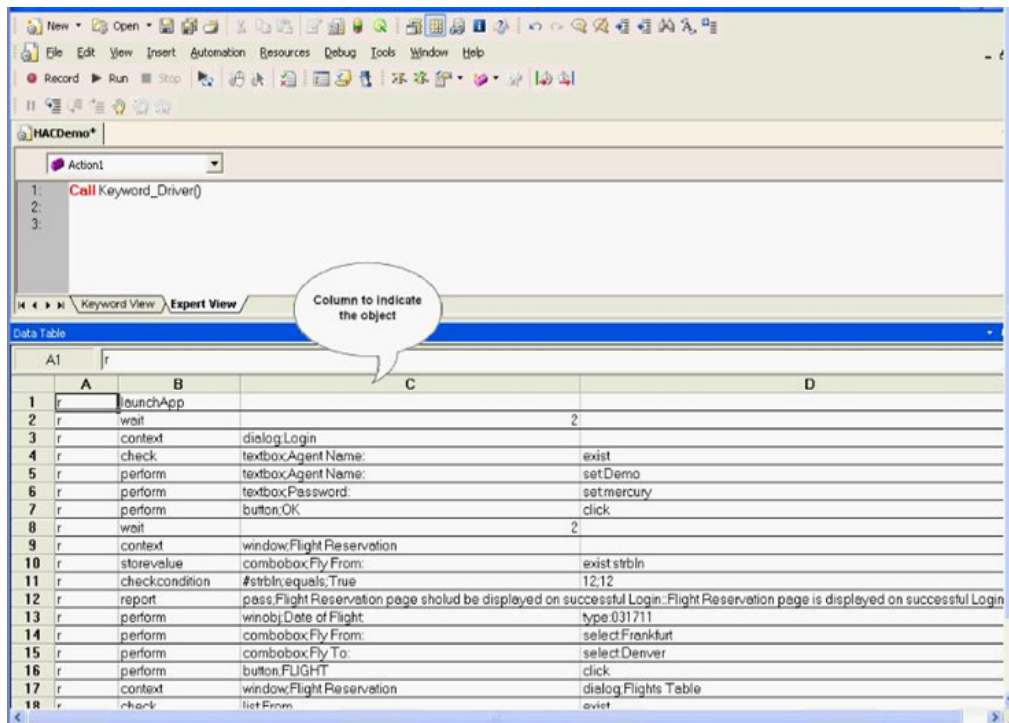 New Open
File Edit View Insert Automation Resources Debug Tools Window Help
Record Run Stop
HACDemo*
Action1
1: Call Keyword_Driver()
2:
3:
Keyword View Expert View
Column to indicate
the object
Data Table
A1 r
A B C D
1 r launchApp
2 r wait 2
3 r context dialog;Login
4 r check textbox;Agent Name: exist
5 r perform textbox;Agent Name: set:Demo
6 r perform textbox;Password: set:mercury
7 r perform button;OK click
8 r wait 2
9 r context window;Flight Reservation
10 r storevalue combobox;Fly From: exist:strbln
11 r checkcondition #strbln;equals;True 12;12
12 r report pass;Flight Reservation page sholud be displayed on successful Login::Flight Reservation page is displayed on successful Login
13 r perform winobj;Date of Flight: type:031711
14 r perform combobox;Fly From: select:Frankfurt
15 r perform combobox;Fly To: select:Denver
16 r perform button;FLIGHT click
17 r context window;Flight Reservation dialog;Flights Table
18 r check list;From exist